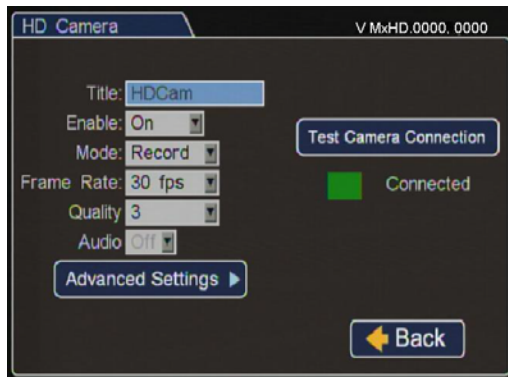 HD Camera
V MxHD.0000, 0000
Title: HDCam
Enable: On
Test Camera Connection
Mode: Record
Frame Rate: 30 fps
Connected
Quality 3
Audio Off
Advanced Settings
Back